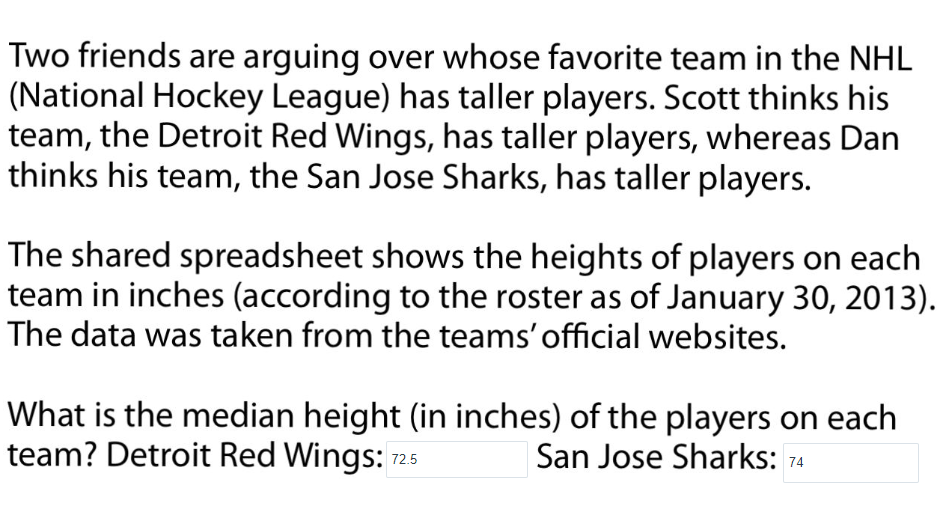 Two friends are arguing over whose favorite team in the NHL
(National Hockey League) has taller players. Scott thinks his
team, the Detroit Red Wings, has taller players, whereas Dan
thinks his team, the San Jose Sharks, has taller players.
The shared spreadsheet shows the heights of players on each
team in inches (according to the roster as of January 30, 2013).
The data was taken from the teams’ official websites.
What is the median height (in inches) of the players on each
team? Detroit Red Wings: 72.5 San Jose Sharks: 74